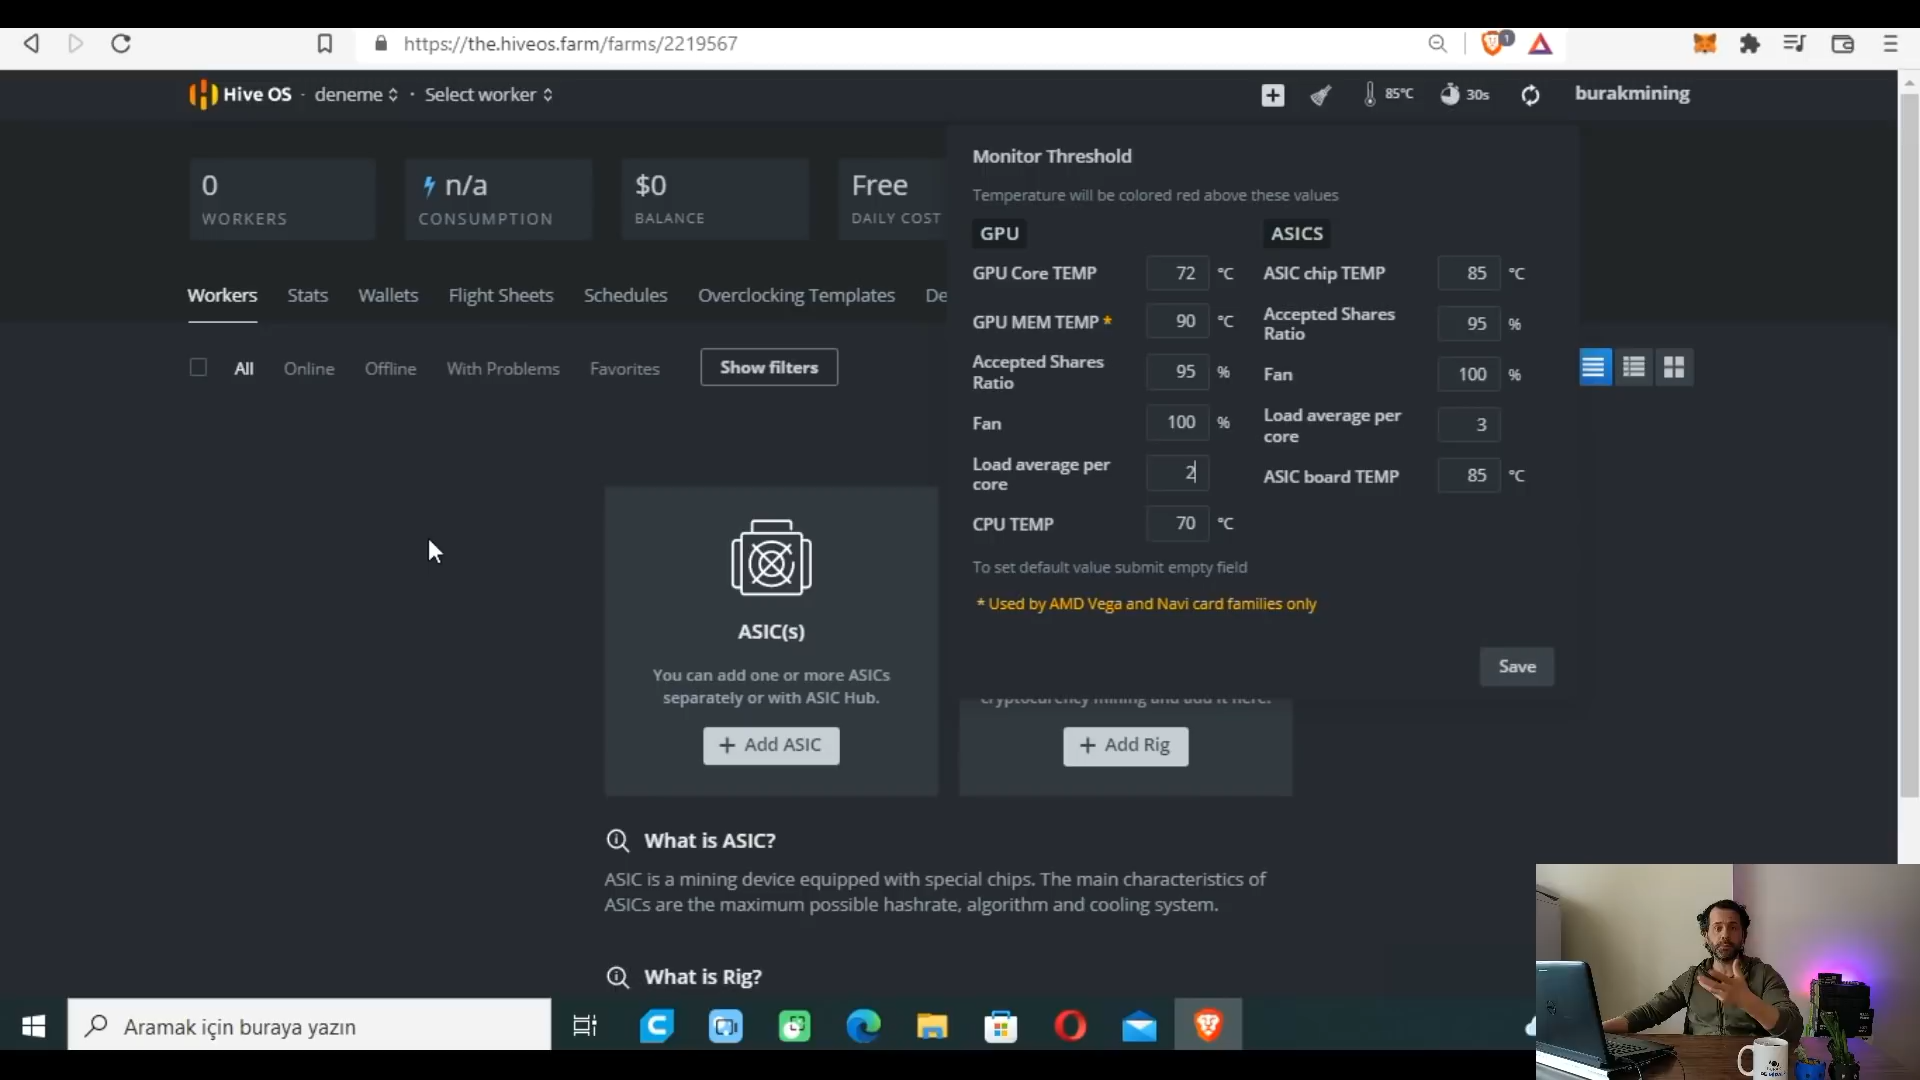 https://the.hiveos.farm/farms/2219567
1
Hive OS · deneme · Select worker
85°C
30s
burakmining
0
WORKERS
n/a
CONSUMPTION
$0
BALANCE
Free
DAILY COST
Monitor Threshold
Temperature will be colored red above these values
GPU
GPU Core TEMP 72 °C
GPU MEM TEMP * 90 °C
Accepted Shares
Ratio 95 %
Fan 100 %
Load average per
core 2
CPU TEMP 70 °C
ASICS
ASIC chip TEMP 85 °C
Accepted Shares
Ratio 95 %
Fan 100 %
Load average per
core 3
ASIC board TEMP 85 °C
To set default value submit empty field
* Used by AMD Vega and Navi card families only
Save
Workers Stats Wallets Flight Sheets Schedules Overclocking Templates De
All Online Offline With Problems Favorites Show filters
ASIC(s)
You can add one or more ASICs
separately or with ASIC Hub.
+ Add ASIC
cryptocurrency mining and add it here.
+ Add Rig
What is ASIC?
ASIC is a mining device equipped with special chips. The main characteristics of
ASICs are the maximum possible hashrate, algorithm and cooling system.
What is Rig?
Aramak için buraya yazın